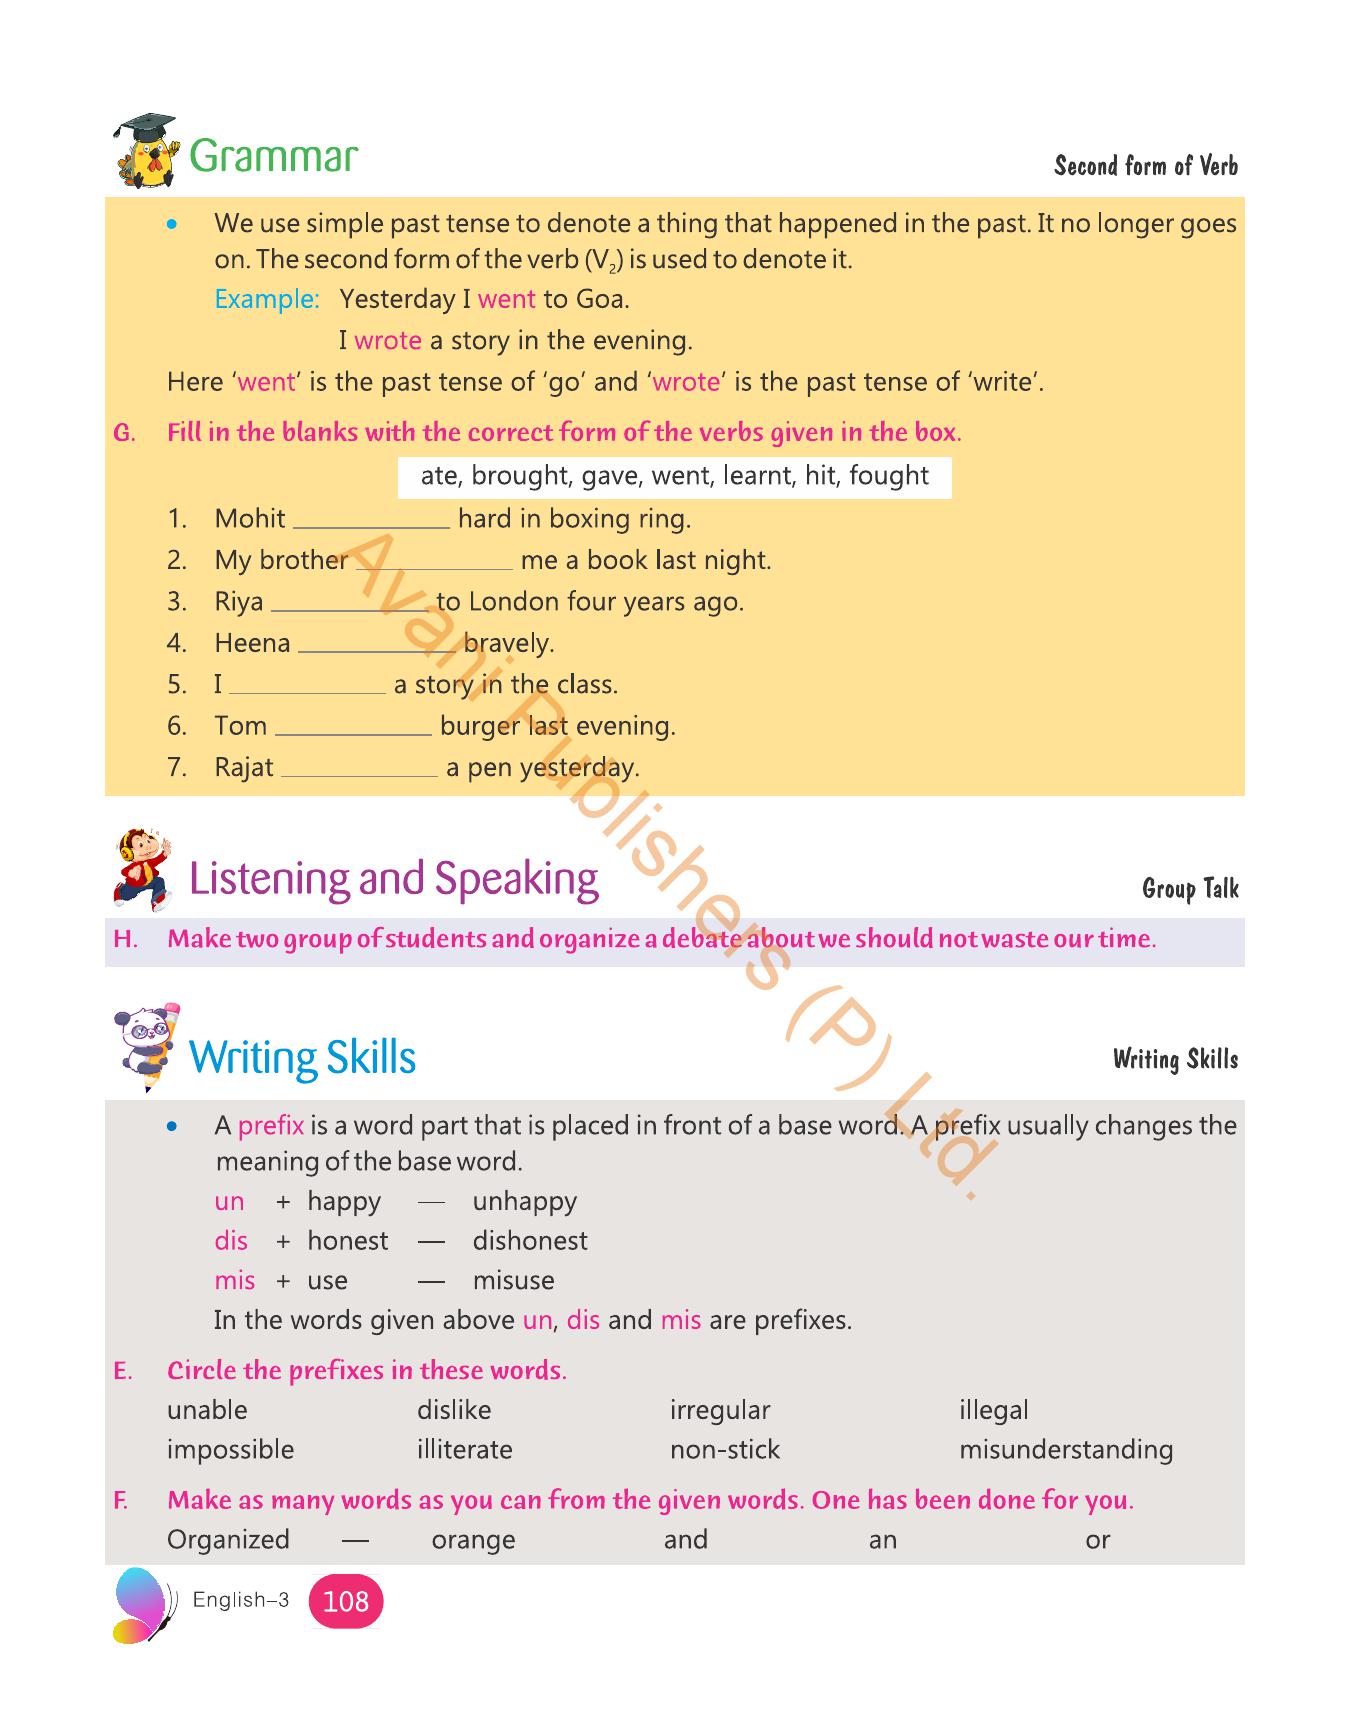 Grammar
Second form of Verb
• We use simple past tense to denote a thing that happened in the past. It no longer goes
on. The second form of the verb (V₂) is used to denote it.
Example: Yesterday I went to Goa.
I wrote a story in the evening.
Here ‘went’ is the past tense of ‘go’ and ‘wrote’ is the past tense of ‘write’.
G. Fill in the blanks with the correct form of the verbs given in the box.
ate, brought, gave, went, learnt, hit, fought
1. Mohit ____________ hard in boxing ring.
2. My brother ____________ me a book last night.
3. Riya ____________ to London four years ago.
4. Heena ____________ bravely.
5. I ____________ a story in the class.
6. Tom ____________ burger last evening.
7. Rajat ____________ a pen yesterday.
Avani Publishers (P) Ltd.
Listening and Speaking
Group Talk
H. Make two group of students and organize a debate about we should not waste our time.
Writing Skills
Writing Skills
• A prefix is a word part that is placed in front of a base word. A prefix usually changes the
meaning of the base word.
un + happy — unhappy
dis + honest — dishonest
mis + use — misuse
In the words given above un, dis and mis are prefixes.
E. Circle the prefixes in these words.
unable dislike irregular illegal
impossible illiterate non-stick misunderstanding
F. Make as many words as you can from the given words. One has been done for you.
Organized — orange and an or
English–3 108